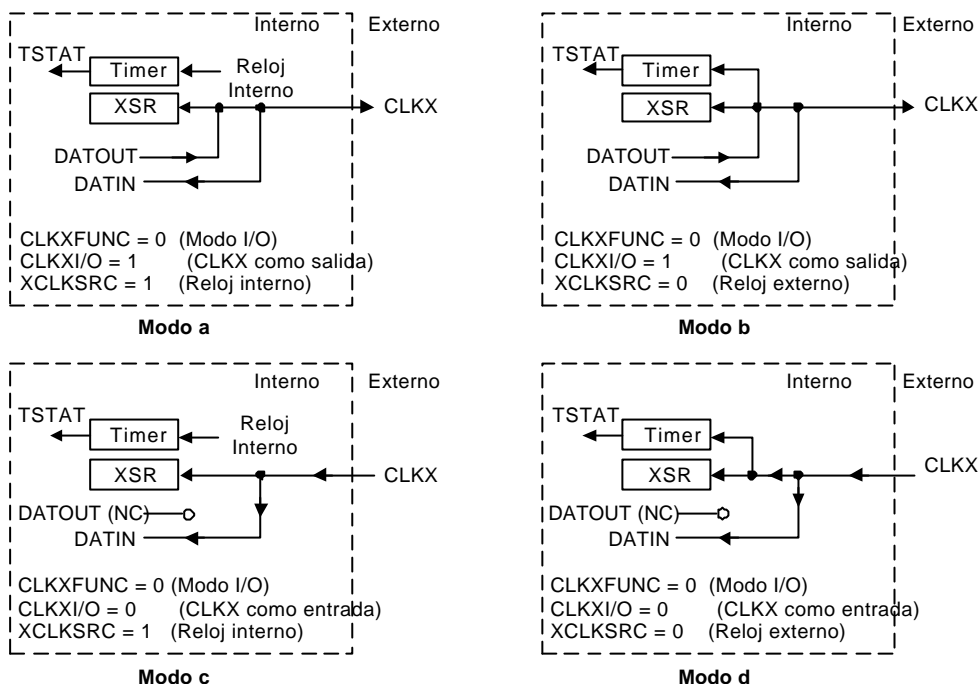 Interno Externo
TSTAT
Timer
Reloj
Interno
XSR
CLKX
DATOUT
DATIN
CLKXFUNC = 0 (Modo I/O)
CLKXI/O = 1 (CLKX como salida)
XCLKSRC = 1 (Reloj interno)
Modo a
Interno Externo
TSTAT
Timer
XSR
CLKX
DATOUT
DATIN
CLKXFUNC = 0 (Modo I/O)
CLKXI/O = 1 (CLKX como salida)
XCLKSRC = 0 (Reloj externo)
Modo b
Interno Externo
TSTAT
Timer
Reloj
Interno
XSR
CLKX
DATOUT (NC)
DATIN
CLKXFUNC = 0 (Modo I/O)
CLKXI/O = 0 (CLKX como entrada)
XCLKSRC = 1 (Reloj interno)
Modo c
Interno Externo
TSTAT
Timer
XSR
CLKX
DATOUT (NC)
DATIN
CLKXFUNC = 0 (Modo I/O)
CLKXI/O = 0 (CLKX como entrada)
XCLKSRC = 0 (Reloj externo)
Modo d